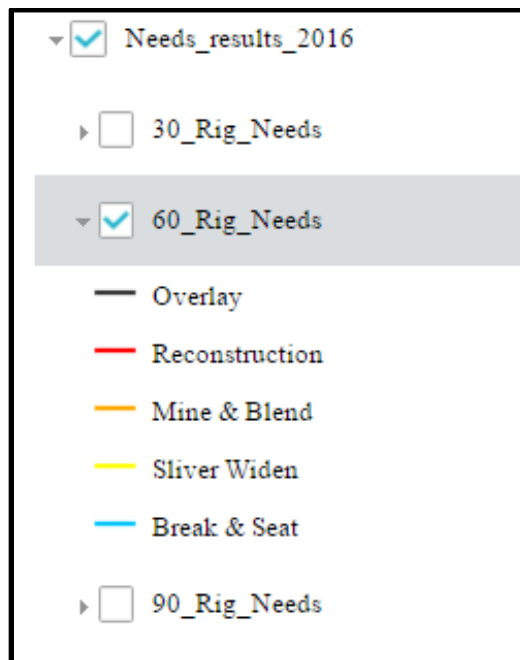 Needs_results_2016
30_Rig_Needs
60_Rig_Needs
Overlay
Reconstruction
Mine & Blend
Sliver Widen
Break & Seat
90_Rig_Needs